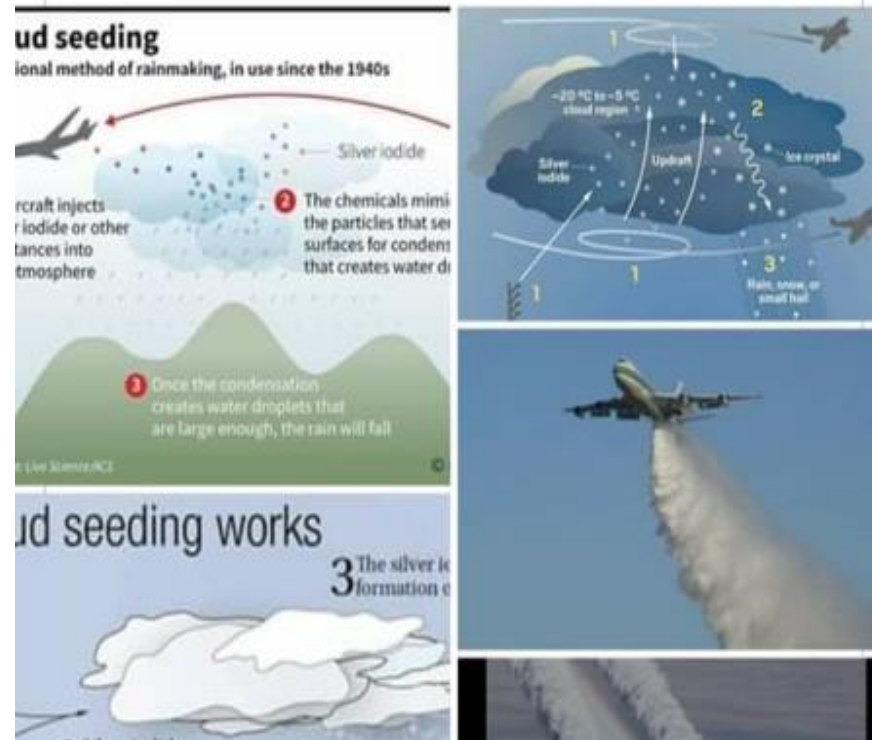 ud seeding
ional method of rainmaking, in use since the 1940s
Silver iodide
rcraft injects
r iodide or other
tances into
tmosphere
2 The chemicals mimi
the particles that ser
surfaces for condens
that creates water dr
3 Once the condensation
creates water droplets that
are large enough, the rain will fall
e: Live Science/ACE
©
1
-20 °C to -5 °C
cloud region
2
Silver
iodide
Updraft
Ice crystal
1
1
3
Rain, snow, or
small hail
ud seeding works
3 The silver io
formation o